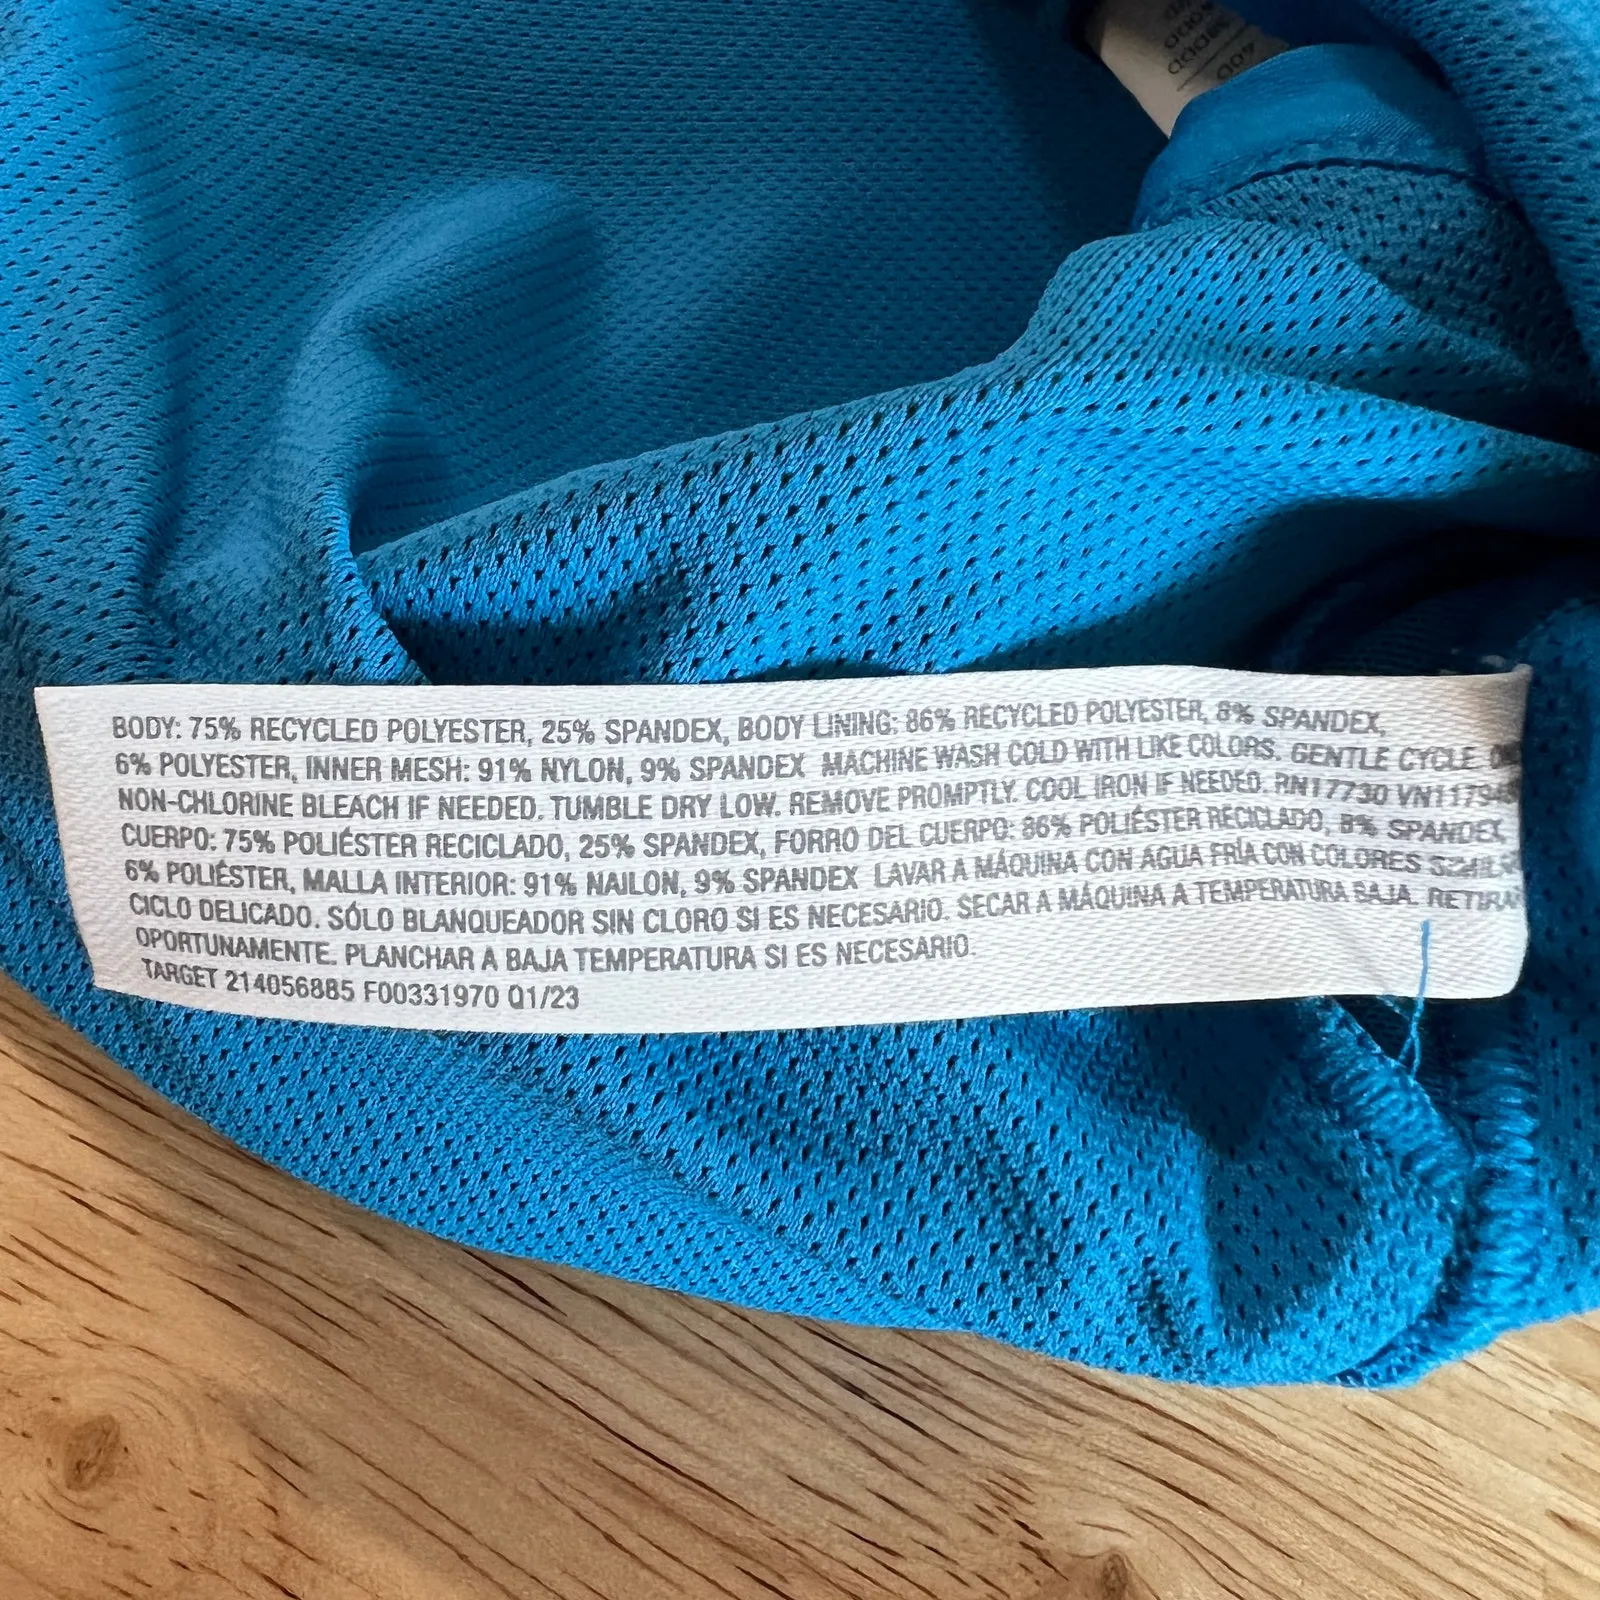 BODY: 75% RECYCLED POLYESTER, 25% SPANDEX, BODY LINING: 86% RECYCLED POLYESTER, 8% SPANDEX,
6% POLYESTER, INNER MESH: 91% NYLON, 9% SPANDEX MACHINE WASH COLD WITH LIKE COLORS. GENTLE CYCLE.
NON-CHLORINE BLEACH IF NEEDED. TUMBLE DRY LOW. REMOVE PROMPTLY. COOL IRON IF NEEDED. RN17730
CUERPO: 75% POLIÉSTER RECICLADO, 25% SPANDEX, FORRO DEL CUERPO: 86% POLIÉSTER RECICLADO, 8% SPANDEX,
6% POLIÉSTER, MALLA INTERIOR: 91% NAILON, 9% SPANDEX LAVAR A MÁQUINA CON AGUA FRÍA CON COLORES
CICLO DELICADO. SÓLO BLANQUEADOR SIN CLORO SI ES NECESARIO. SECAR A MÁQUINA A TEMPERATURA BAJA.
OPORTUNAMENTE. PLANCHAR A BAJA TEMPERATURA SI ES NECESARIO.
TARGET 214056885 F00331970 Q1/23